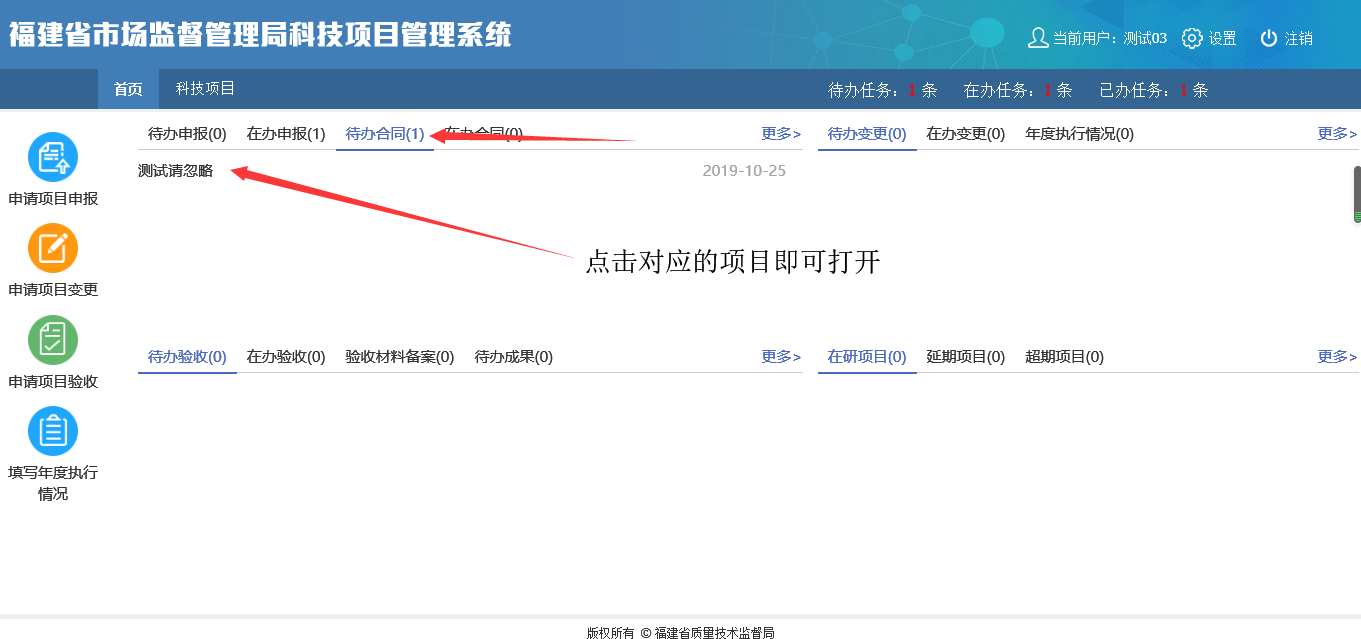 福建省市场监督管理局科技项目管理系统
当前用户：测试03 设置 注销
首页 科技项目 待办任务：1 条 在办任务：1 条 已办任务：1 条
待办申报(0) 在办申报(1) 待办合同(1) 在办合同(0) 更多> 待办变更(0) 在办变更(0) 年度执行情况(0) 更多>
测试请忽略 2019-10-25
申请项目申报
点击对应的项目即可打开
申请项目变更
待办验收(0) 在办验收(0) 验收材料备案(0) 待办成果(0) 更多> 在研项目(0) 延期项目(0) 超期项目(0) 更多>
申请项目验收
填写年度执行
情况
版权所有 © 福建省质量技术监督局